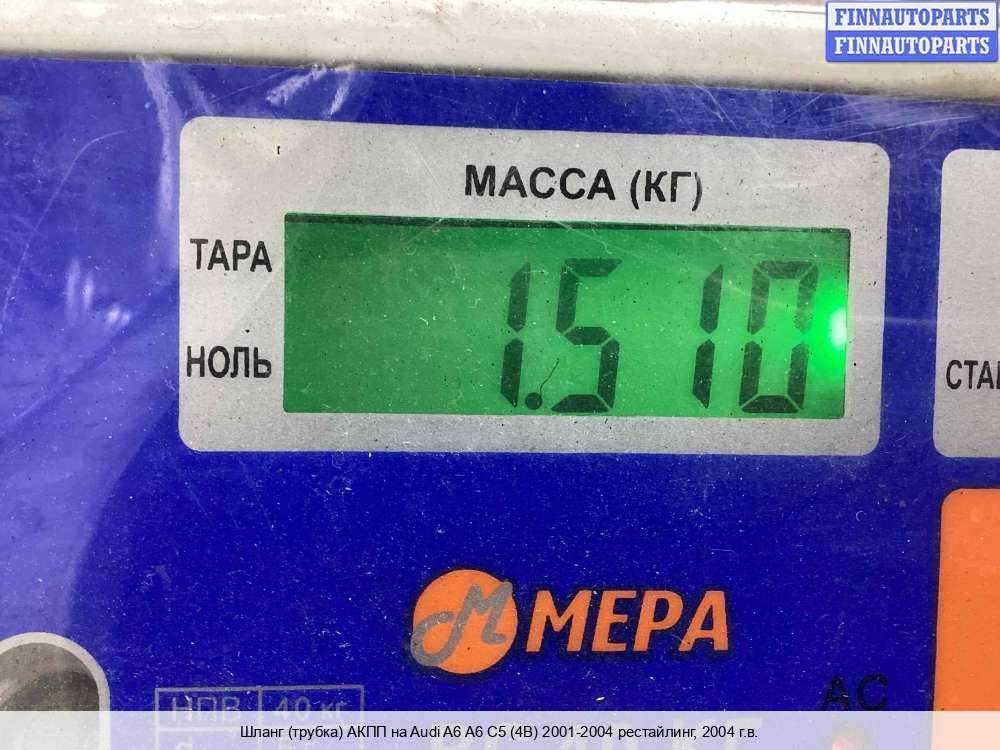 FINNAUTOPARTS
FINNAUTOPARTS
МАССА (КГ)
ТАРА
1.510
НОЛЬ
МЕРА
АС
НПВ 40 кг
Шланг (трубка) АКПП на Audi A6 A6 C5 (4B) 2001-2004 рестайлинг, 2004 г.в.